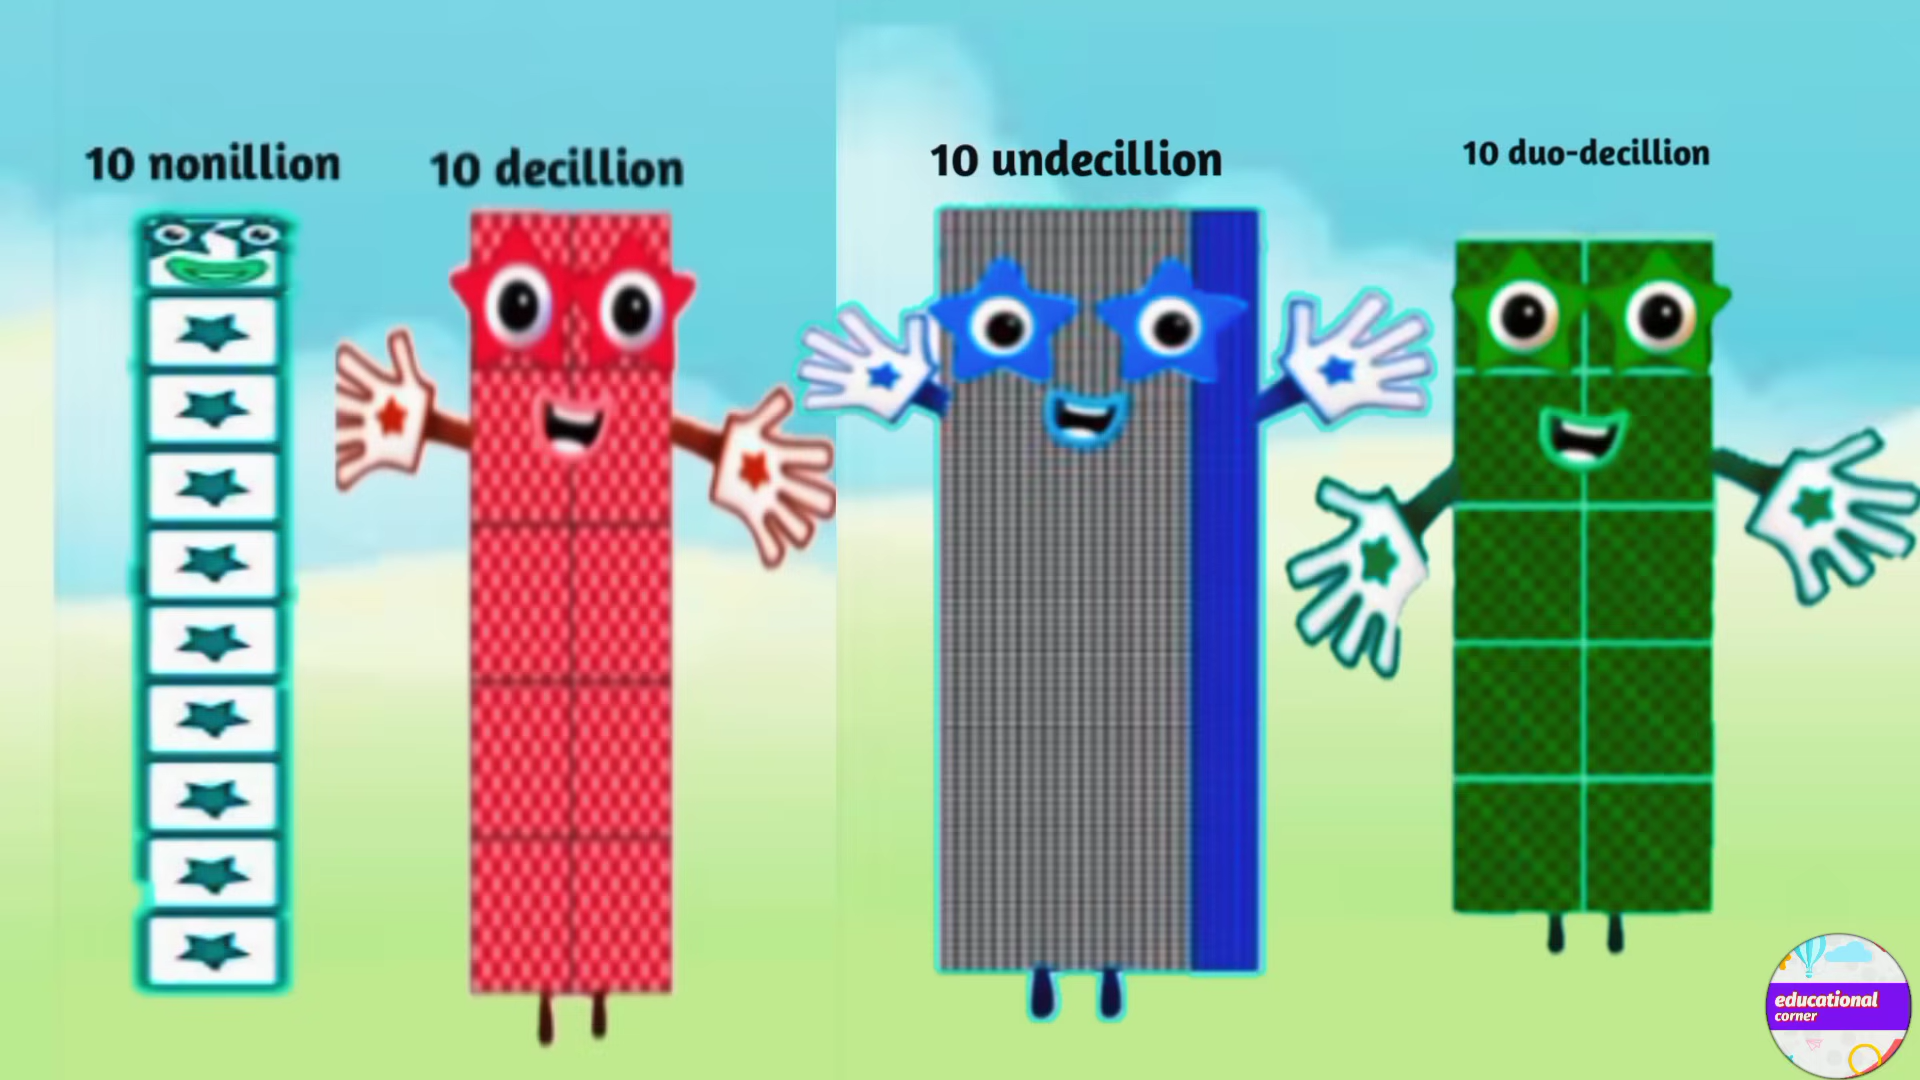 10 nonillion
10 decillion
10 undecillion
10 duo-decillion
educational
corner